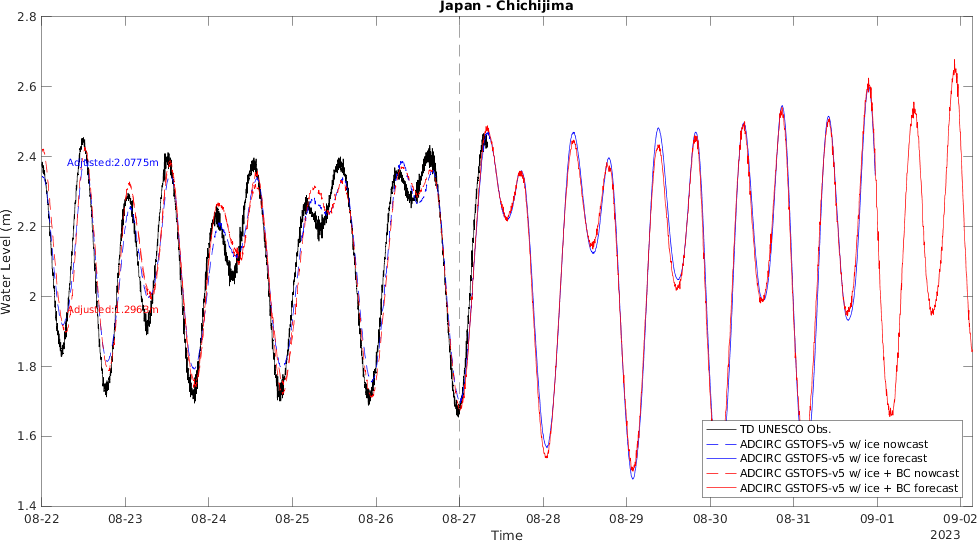 Japan - Chichijima
2.8
2.6
2.4
2.2
2
1.8
1.6
1.4
Water Level (m)
Adjusted:2.0775m
Adjusted:1.2963m
TD UNESCO Obs.
ADCIRC GSTOFS-v5 w/ ice nowcast
ADCIRC GSTOFS-v5 w/ ice forecast
ADCIRC GSTOFS-v5 w/ ice + BC nowcast
ADCIRC GSTOFS-v5 w/ ice + BC forecast
08-22 08-23 08-24 08-25 08-26 08-27 08-28 08-29 08-30 08-31 09-01 09-02
Time
2023